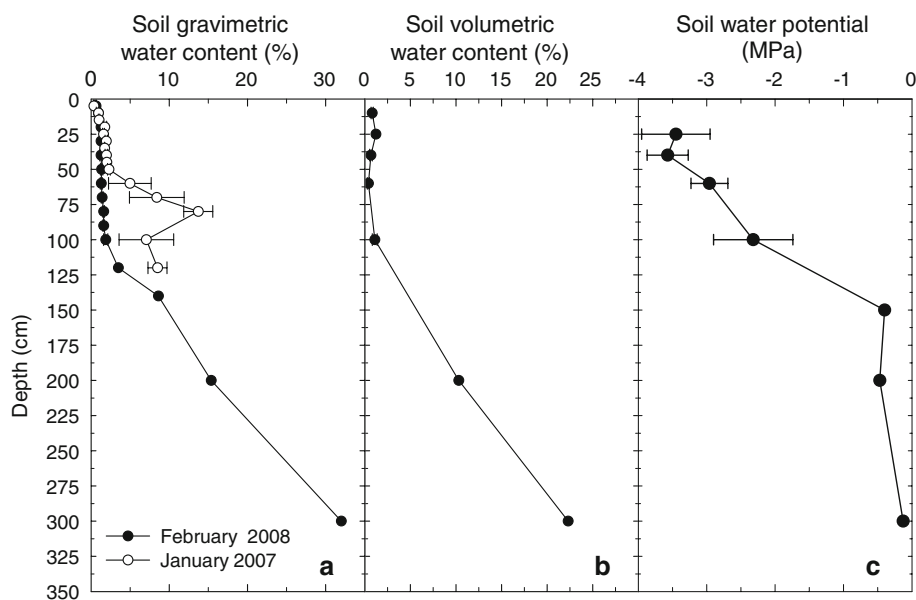 Soil gravimetric
water content (%)
Soil volumetric
water content (%)
Soil water potential
(MPa)
0 10 20 30
0 5 10 15 20 25
-4 -3 -2 -1 0
Depth (cm)
0
25
50
75
100
125
150
175
200
225
250
275
300
325
350
February 2008
January 2007
a
b
c